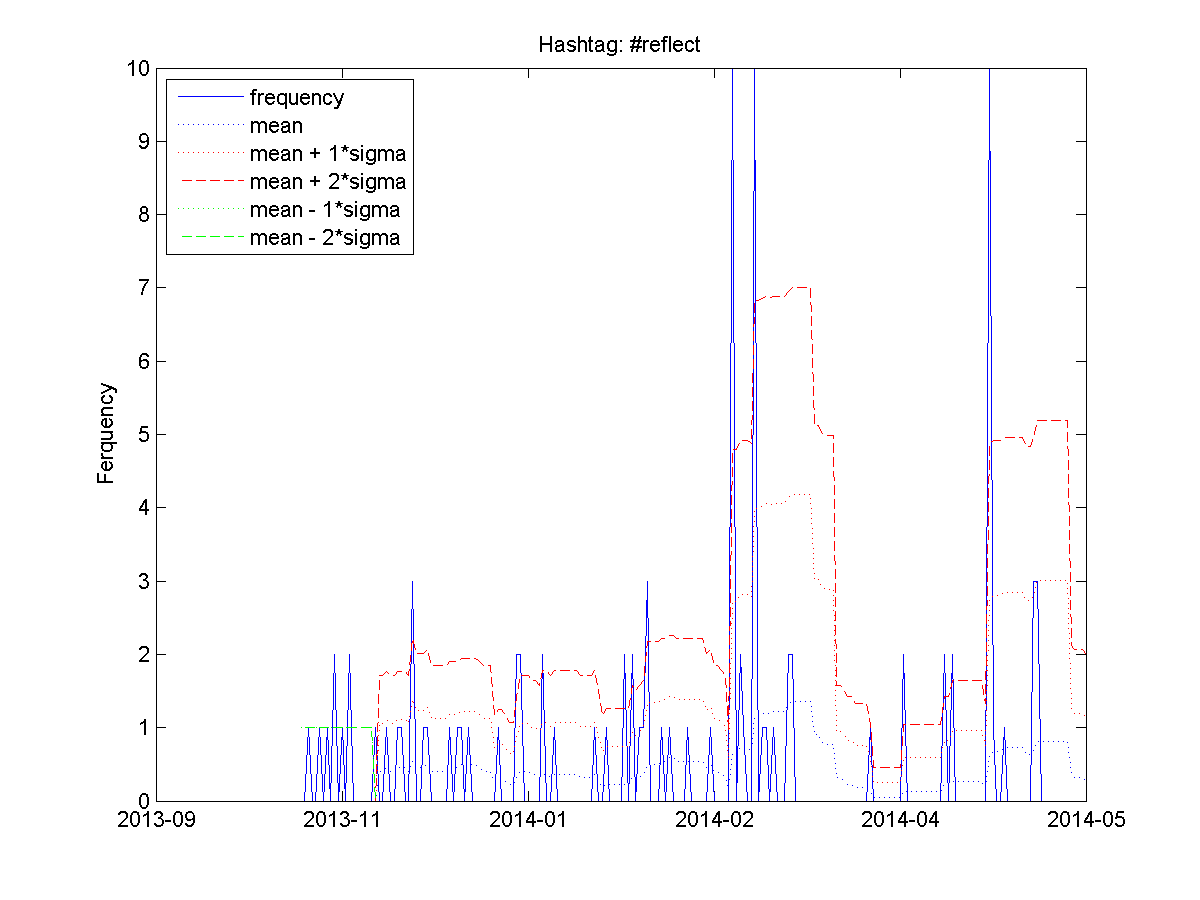 Hashtag: #reflect
10
9
8
7
6
5
4
3
2
1
0
Ferquency
frequency
mean
mean + 1*sigma
mean + 2*sigma
mean - 1*sigma
mean - 2*sigma
2013-09 2013-11 2014-01 2014-02 2014-04 2014-05